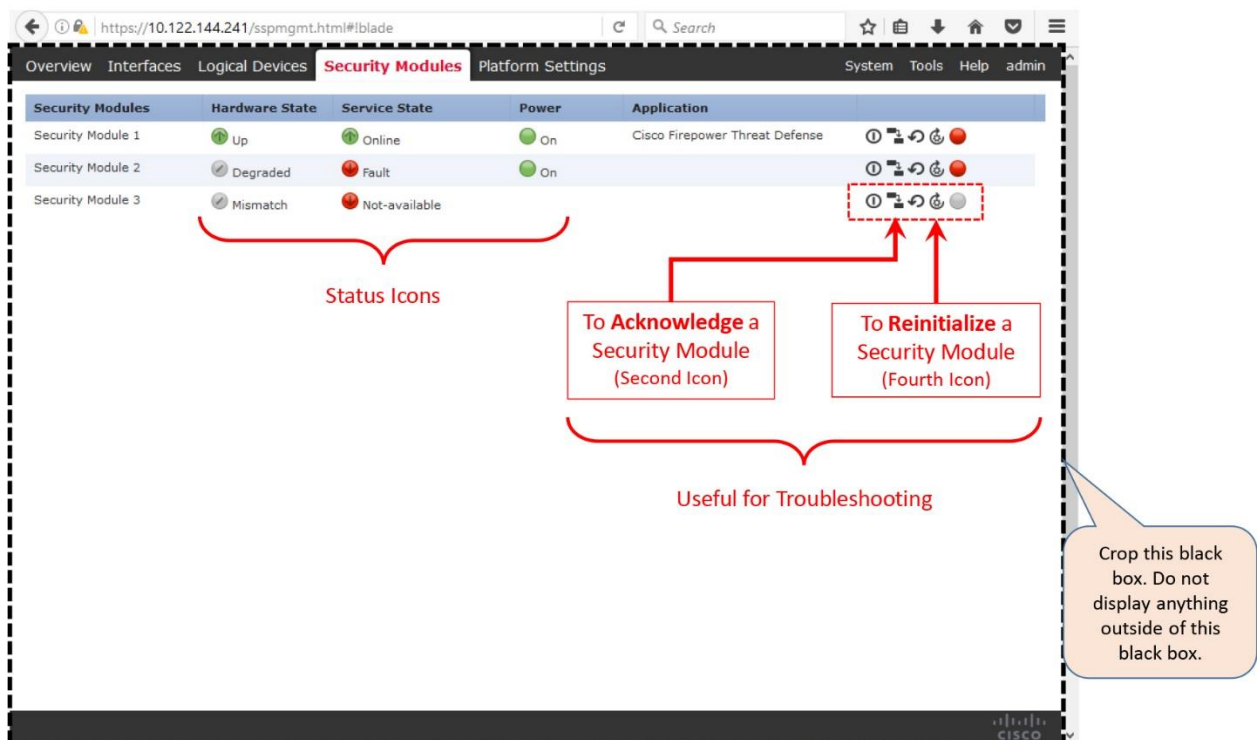 https://10.122.144.241/sspmgmt.html#!blade
Search
Overview Interfaces Logical Devices Security Modules Platform Settings System Tools Help admin
Security Modules Hardware State Service State Power Application
Security Module 1 Up Online On Cisco Firepower Threat Defense
Security Module 2 Degraded Fault On
Security Module 3 Mismatch Not-available
Status Icons
To Acknowledge a
Security Module
(Second Icon)
To Reinitialize a
Security Module
(Fourth Icon)
Useful for Troubleshooting
Crop this black
box. Do not
display anything
outside of this
black box.
CISCO